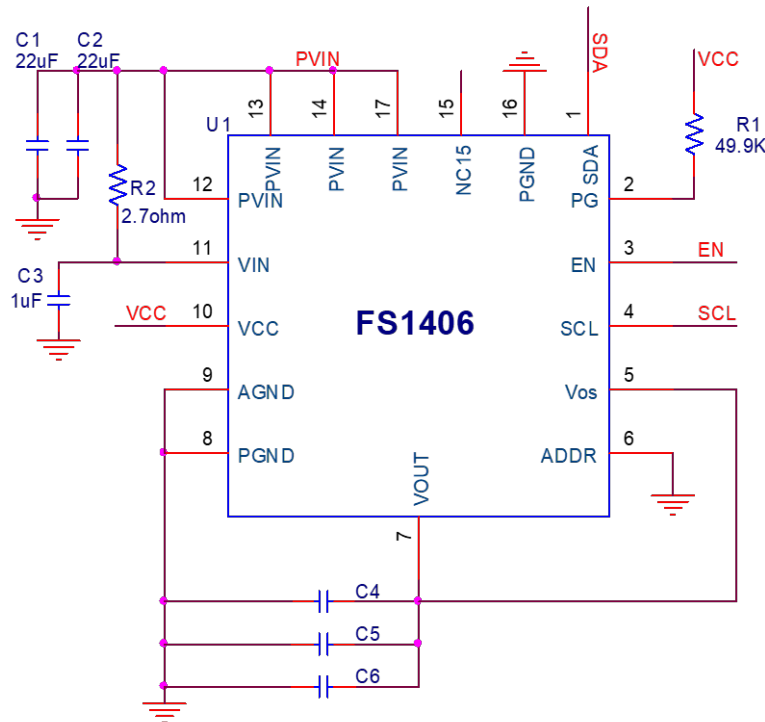 C1 C2
22uF 22uF
PVIN
SDA
VCC
13
14
17
15
16
1
U1
R1
49.9K
PVIN
PVIN
PVIN
NC15
PGND
SDA
R2
2.7ohm
12 PVIN
PG 2
11 VIN
EN 3 EN
C3
1uF
VCC 10 VCC
FS1406
SCL 4 SCL
9 AGND
Vos 5
8 PGND
ADDR 6
VOUT
7
C4
C5
C6